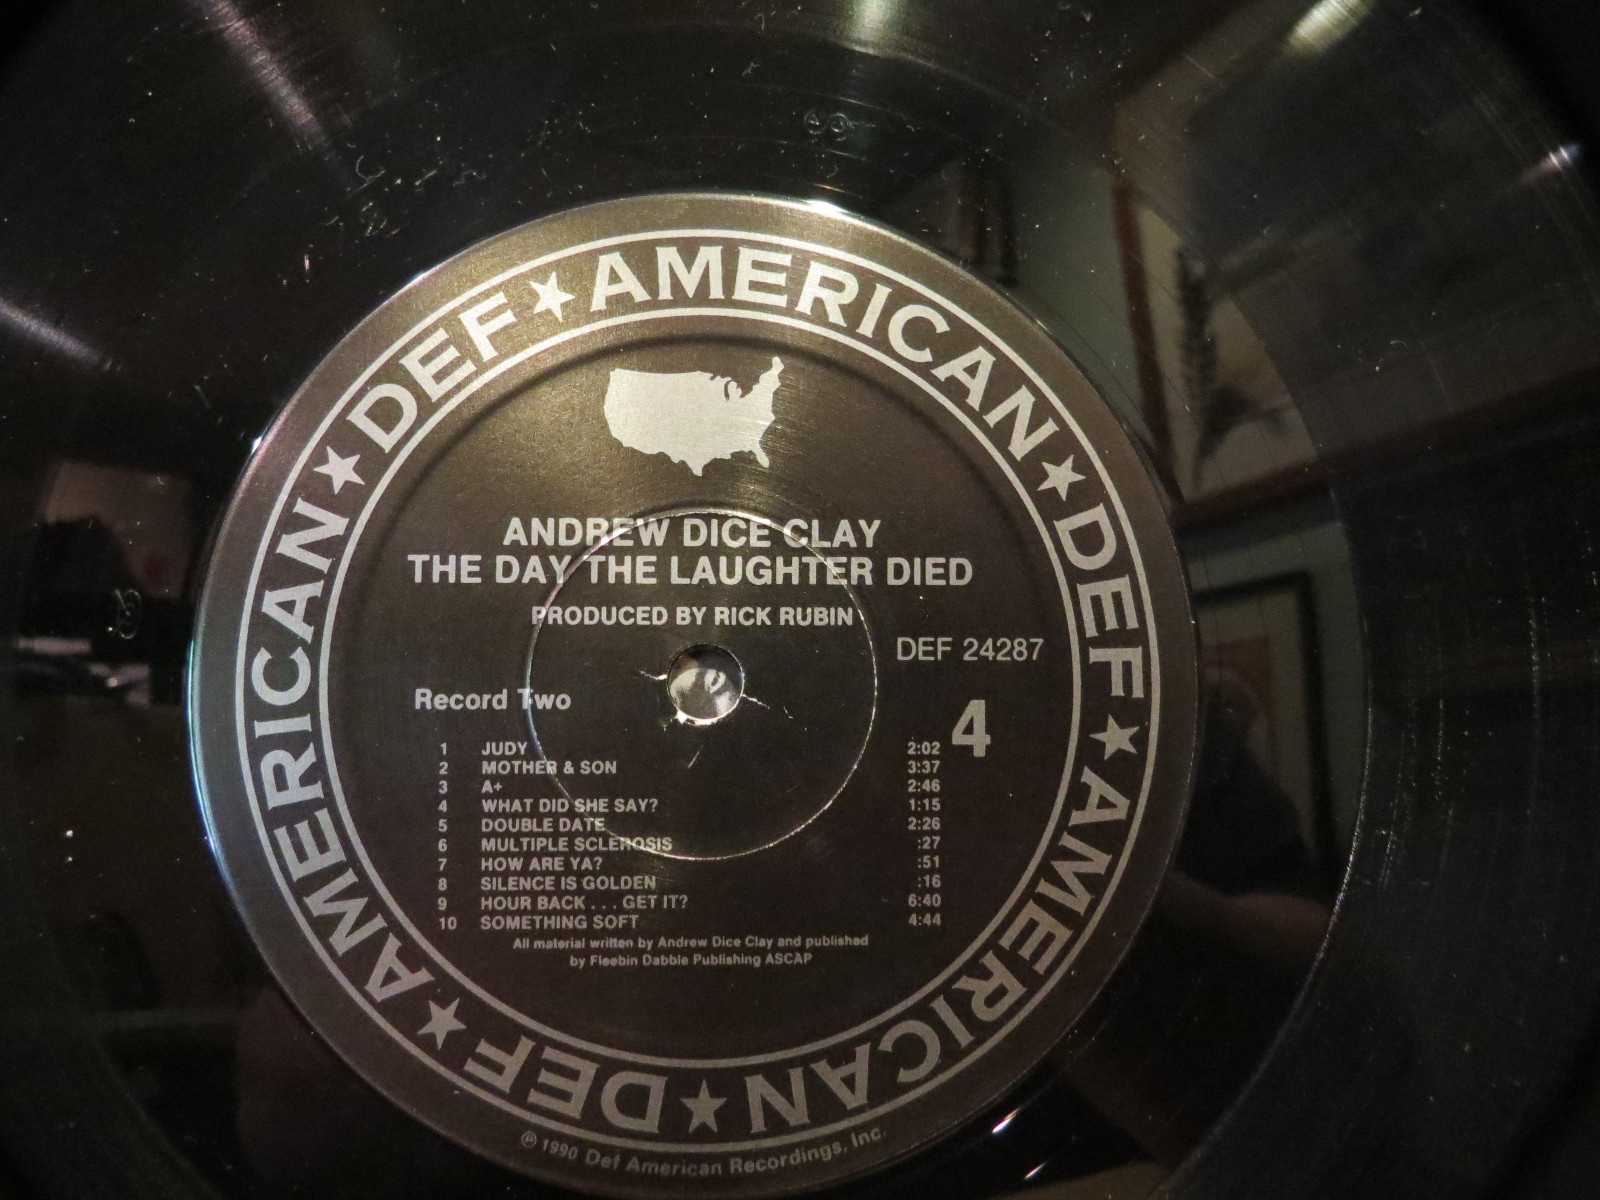 DEF ★ AMERICAN ★ DEF ★ AMERICAN ★ DEF ★ AMERICAN ★ DEF ★ AMERICAN ★
ANDREW DICE CLAY
THE DAY THE LAUGHTER DIED
PRODUCED BY RICK RUBIN
DEF 24287
Record Two
4
1 JUDY 2:02
2 MOTHER & SON 3:37
3 A+ 2:46
4 WHAT DID SHE SAY? 1:15
5 DOUBLE DATE 2:26
6 MULTIPLE SCLEROSIS :27
7 HOW ARE YA? :51
8 SILENCE IS GOLDEN :16
9 HOUR BACK . . . GET IT? 6:40
10 SOMETHING SOFT 4:44
All material written by Andrew Dice Clay and published
by Fleebin Dabble Publishing ASCAP
℗ 1990 Def American Recordings, Inc.